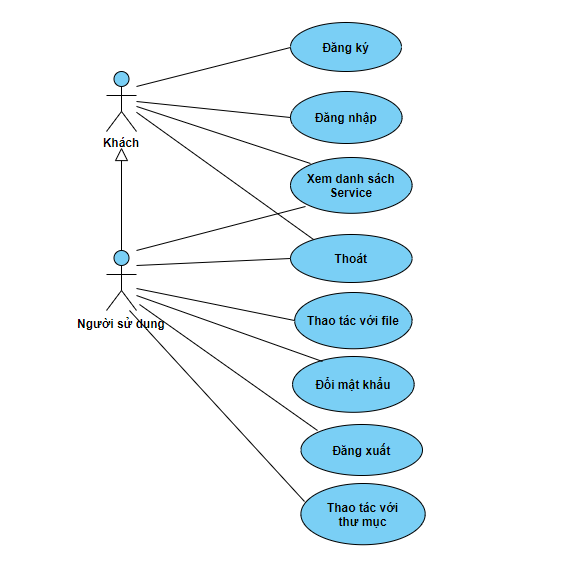 Đăng ký
Đăng nhập
Khách
Xem danh sách
Service
Thoát
Thao tác với file
Người sử dụng
Đổi mật khẩu
Đăng xuất
Thao tác với
thư mục